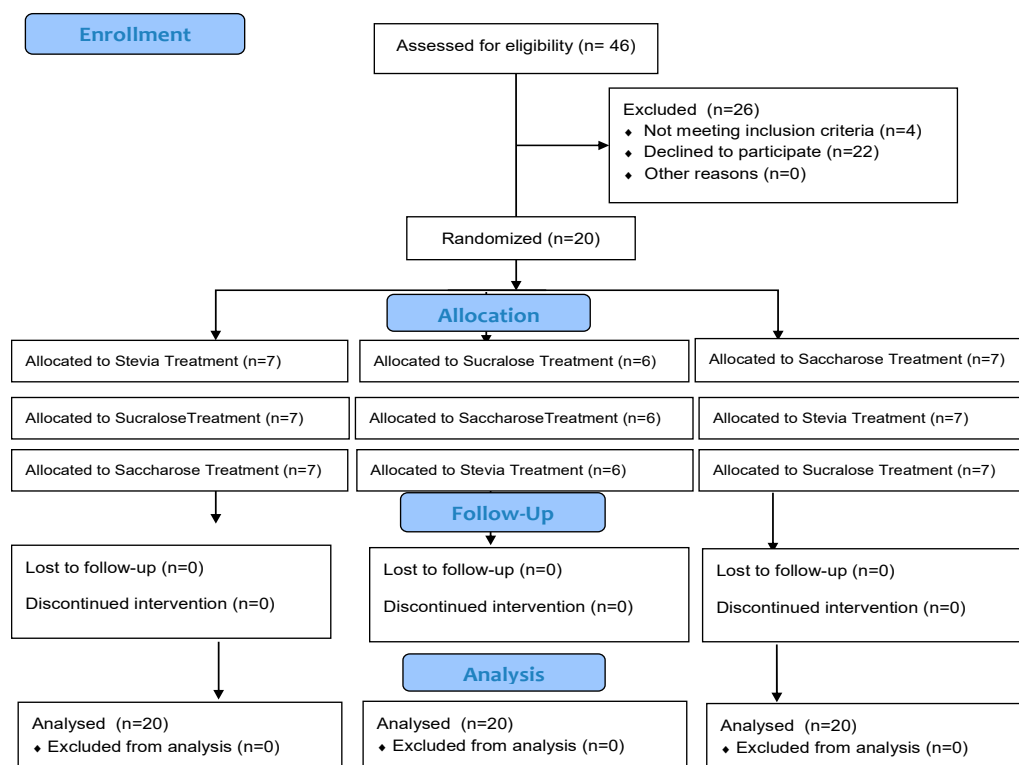 Enrollment
Assessed for eligibility (n= 46)
Excluded (n=26)
⬧ Not meeting inclusion criteria (n=4)
⬧ Declined to participate (n=22)
⬧ Other reasons (n=0)
Randomized (n=20)
Allocation
Allocated to Stevia Treatment (n=7)
Allocated to Sucralose Treatment (n=6)
Allocated to Saccharose Treatment (n=7)
Allocated to SucraloseTreatment (n=7)
Allocated to SaccharoseTreatment (n=6)
Allocated to Stevia Treatment (n=7)
Allocated to Saccharose Treatment (n=7)
Allocated to Stevia Treatment (n=6)
Allocated to Sucralose Treatment (n=7)
Follow-Up
Lost to follow-up (n=0)
Discontinued intervention (n=0)
Lost to follow-up (n=0)
Discontinued intervention (n=0)
Lost to follow-up (n=0)
Discontinued intervention (n=0)
Analysis
Analysed (n=20)
⬧ Excluded from analysis (n=0)
Analysed (n=20)
⬧ Excluded from analysis (n=0)
Analysed (n=20)
⬧ Excluded from analysis (n=0)